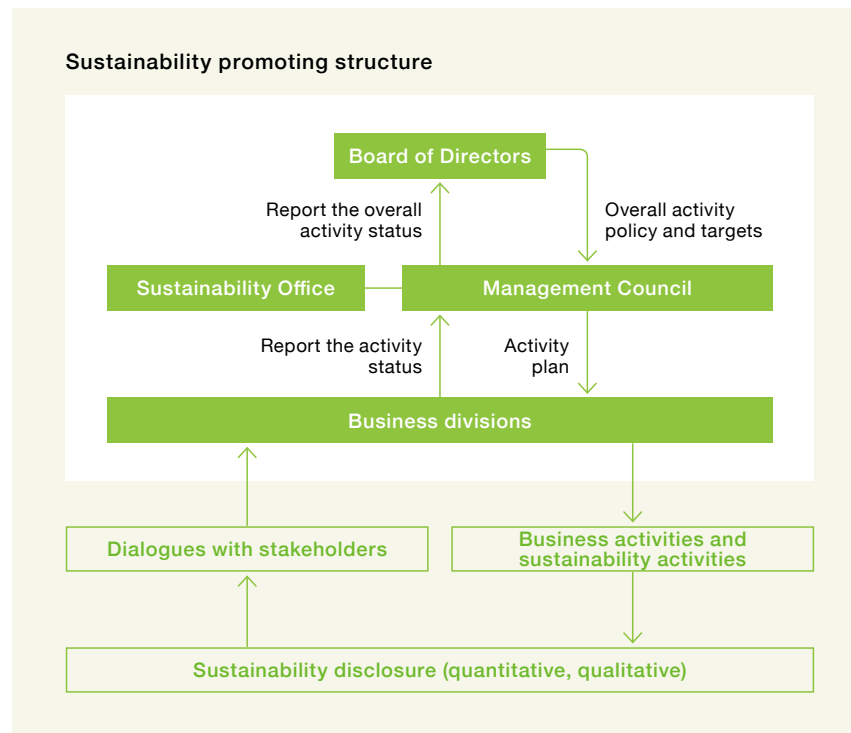 Sustainability promoting structure
Board of Directors
Report the overall
activity status
Overall activity
policy and targets
Sustainability Office
Management Council
Report the activity
status
Activity
plan
Business divisions
Dialogues with stakeholders
Business activities and
sustainability activities
Sustainability disclosure (quantitative, qualitative)